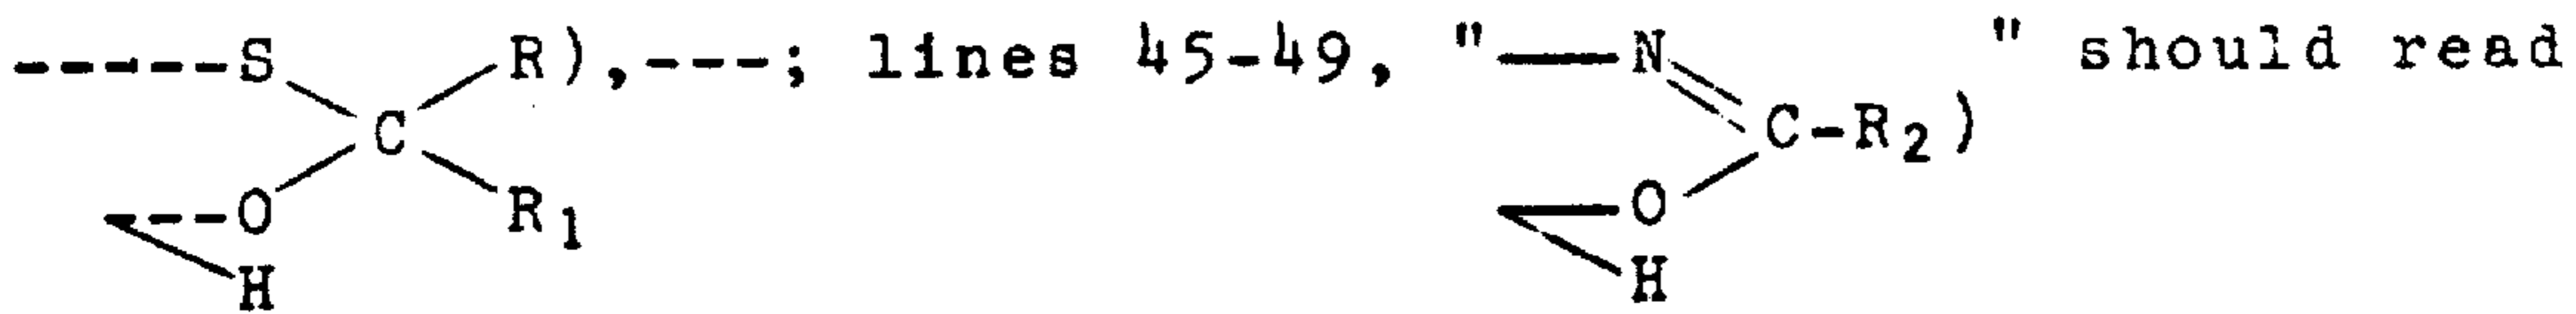 -----S R),---; lines 45-49, "—N " should read
C C-R2)
O R1 O
H H